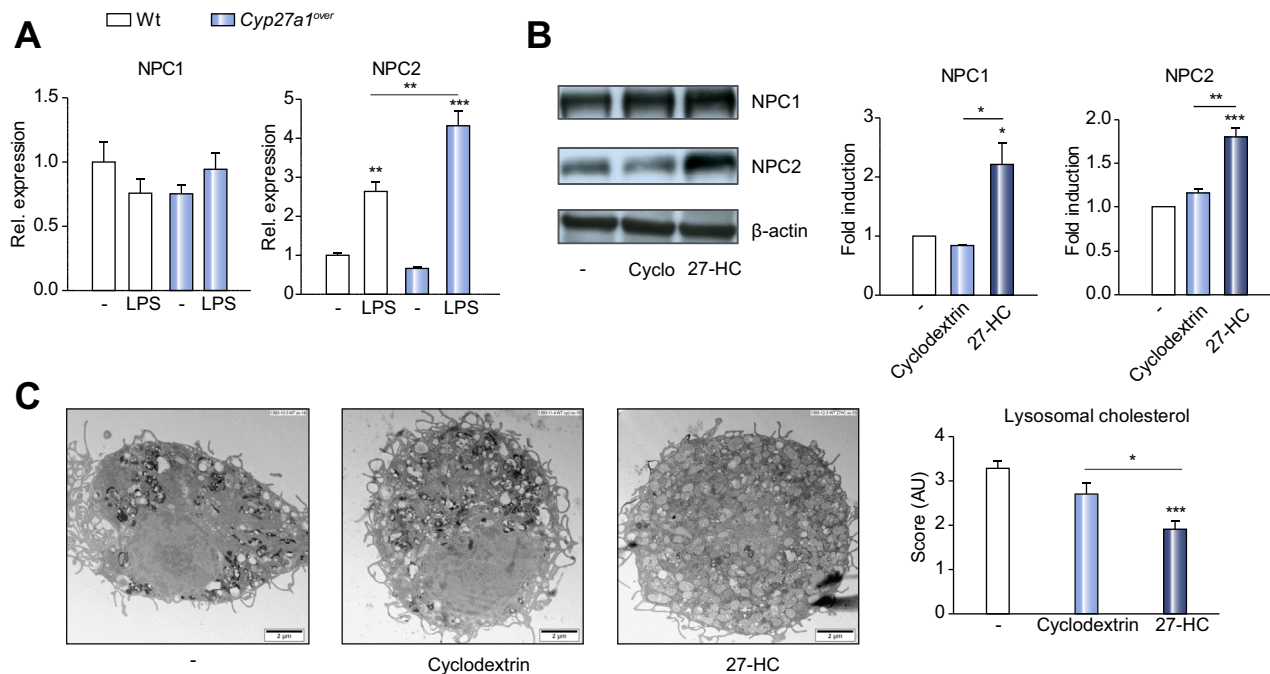 Wt
Cyp27a1over
A
NPC1
Rel. expression
1.5
1.0
0.5
0.0
-
LPS
-
LPS
NPC2
Rel. expression
5
4
3
2
1
0
**
**
***
-
LPS
-
LPS
B
NPC1
NPC2
β-actin
-
Cyclo
27-HC
NPC1
Fold induction
3
2
1
0
*
*
-
Cyclodextrin
27-HC
NPC2
Fold induction
2.0
1.5
1.0
0.5
0.0
**
***
-
Cyclodextrin
27-HC
C
2 µm
-
2 µm
Cyclodextrin
2 µm
27-HC
Lysosomal cholesterol
Score (AU)
4
3
2
1
0
*
***
-
Cyclodextrin
27-HC